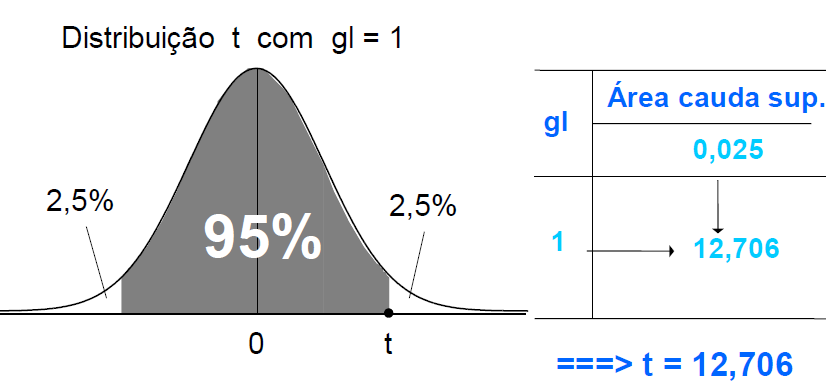 Distribuição t com gl = 1
2,5%
95%
2,5%
0
t
gl
Área cauda sup.
0,025
1
12,706
===> t = 12,706